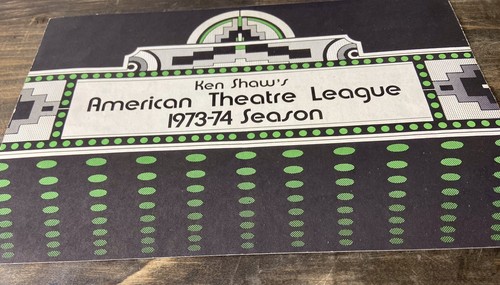 Ken Shaw's
American Theatre League
1973-74 Season